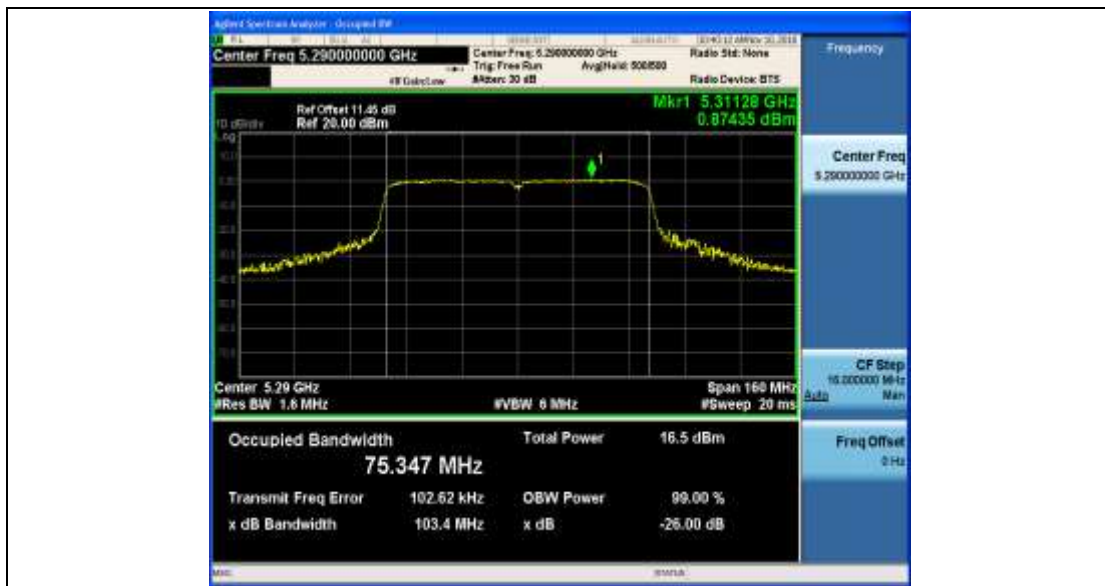 Agilent Spectrum Analyzer - Occupied BW
Center Freq 5.290000000 GHz
Center Freq: 5.290000000 GHz
Radio Std: None
Trig: Free Run
Avg|Hold: 500/500
#IFGain:Low
#Atten: 30 dB
Radio Device: BTS
Frequency
Ref Offset 11.45 dB
Mkr1 5.31128 GHz
10 dB/div
Ref 20.00 dBm
0.87435 dBm
Log
1
Center Freq
5.290000000 GHz
Center 5.29 GHz
Span 160 MHz
#Res BW 1.6 MHz
#VBW 6 MHz
#Sweep 20 ms
CF Step
16.000000 MHz
Auto
Man
Occupied Bandwidth
Total Power
16.5 dBm
75.347 MHz
Freq Offset
0 Hz
Transmit Freq Error
102.62 kHz
OBW Power
99.00 %
x dB Bandwidth
103.4 MHz
x dB
-26.00 dB
MSG
STATUS